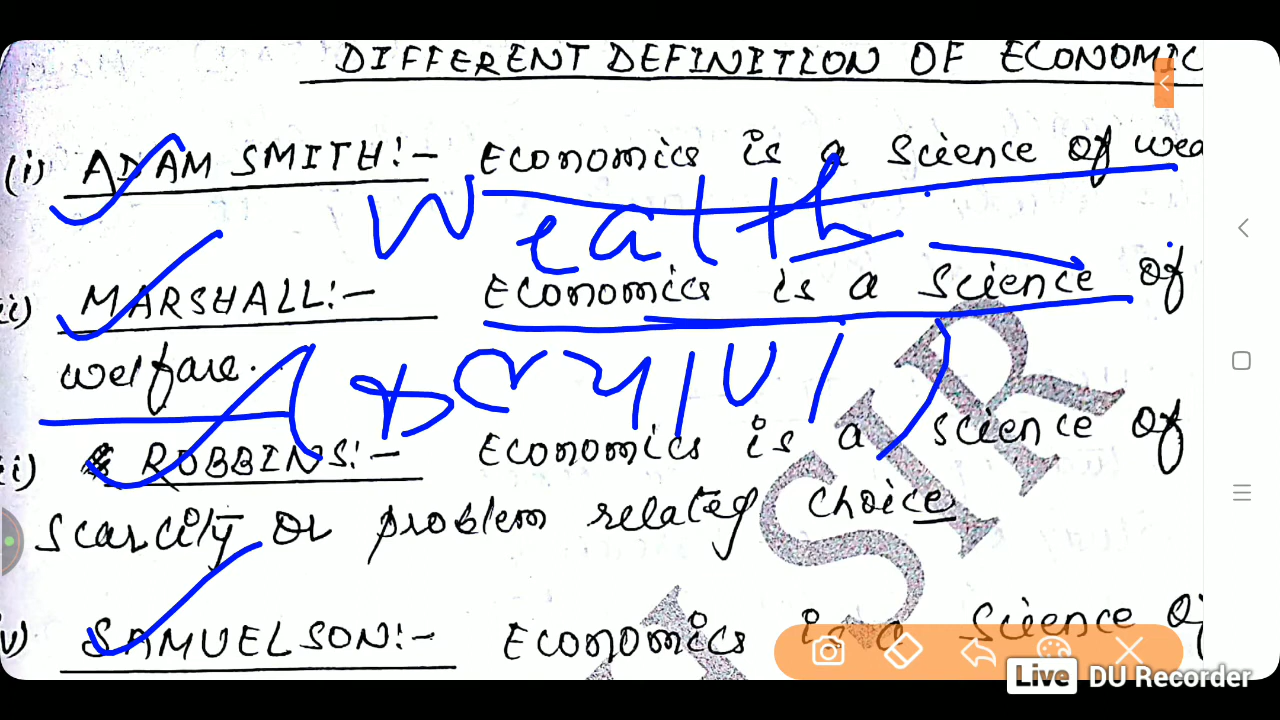 DIFFERENT DEFINITION OF ECONOMIC
(i) ADAM SMITH:- Economics is a science of wea
Wealth
ii) MARSHALL:- Economics is a science of
welfare.
ii) ROBBINS:- Economics is a science of
scarcity or problem related choice
iv) SAMUELSON:- Economics is a science of
SIR
Live DU Recorder